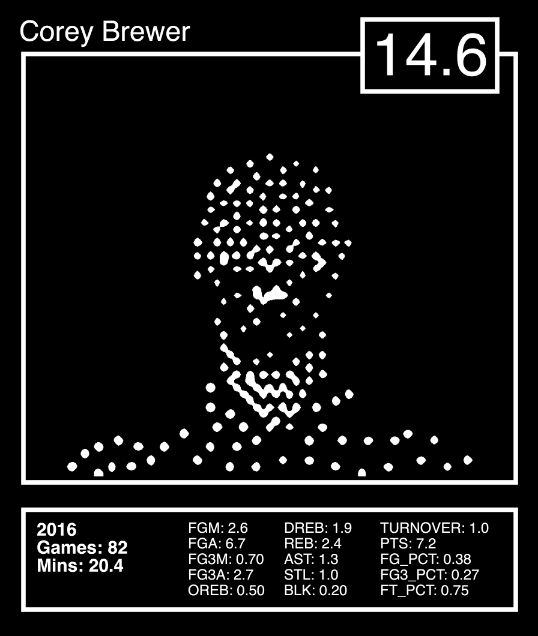 Corey Brewer
14.6
2016
Games: 82
Mins: 20.4
FGM: 2.6
FGA: 6.7
FG3M: 0.70
FG3A: 2.7
OREB: 0.50
DREB: 1.9
REB: 2.4
AST: 1.3
STL: 1.0
BLK: 0.20
TURNOVER: 1.0
PTS: 7.2
FG_PCT: 0.38
FG3_PCT: 0.27
FT_PCT: 0.75